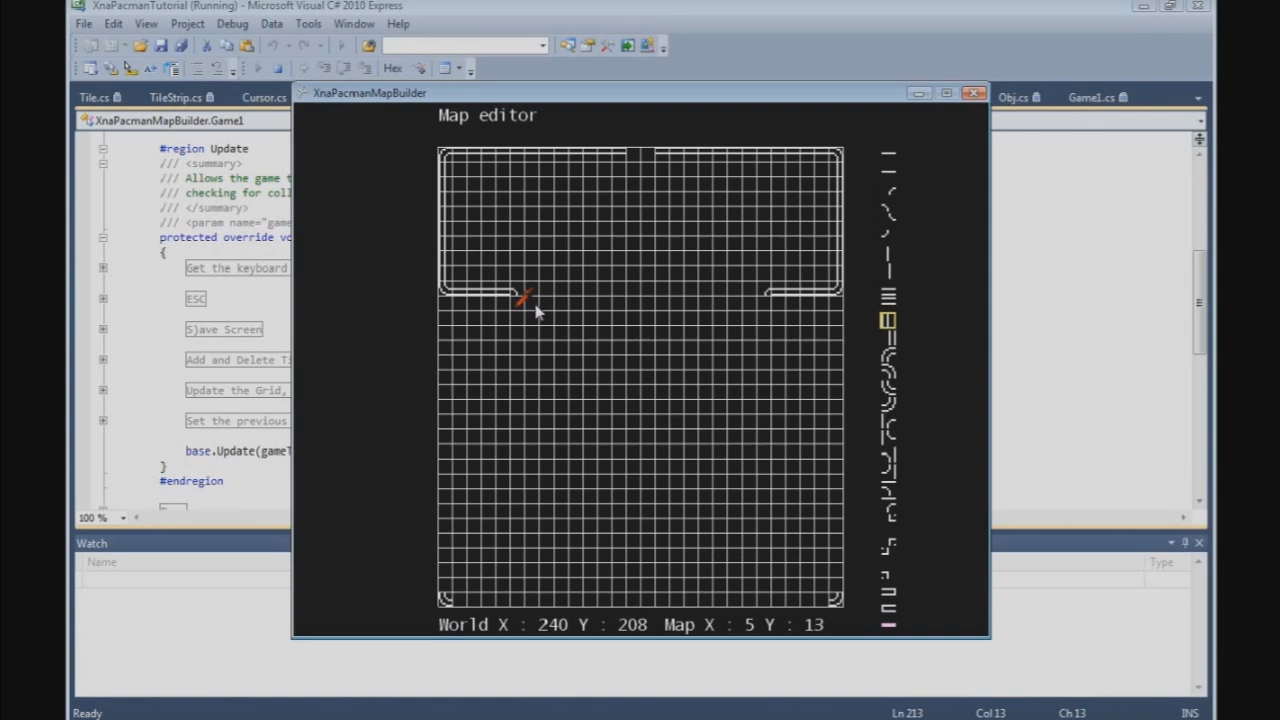 XnaPacmanTutorial (Running) - Microsoft Visual C# 2010 Express
File Edit View Project Debug Data Tools Window Help
Hex
Tile.cs TileStrip.cs Cursor.cs Obj.cs Game1.cs
XnaPacmanMapBuilder
XnaPacmanMapBuilder.Game1
Map editor
#region Update
/// <summary>
/// Allows the game t
/// checking for coll
/// </summary>
/// <param name="game
protected override vo
{
Get the keyboard
ESC
S)ave Screen
Add and Delete Ti
Update the Grid,
Set the previous
base.Update(gameT
}
#endregion
100 %
World X : 240 Y : 208 Map X : 5 Y : 13
Watch
Name Type
Ready Ln 213 Col 13 Ch 13 INS